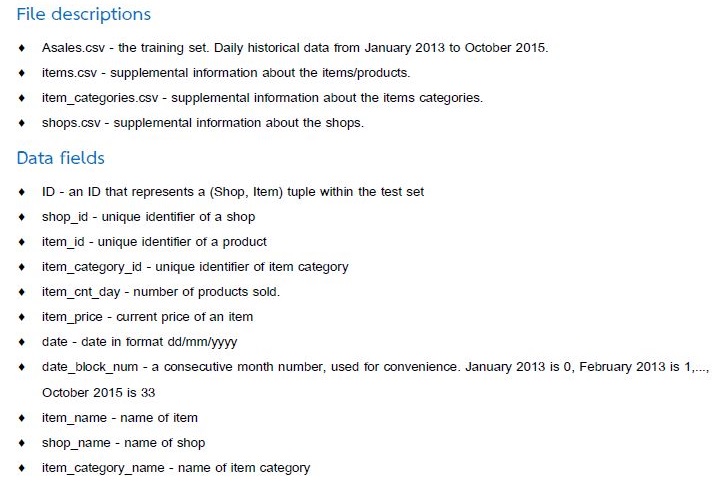 File descriptions
♦ Asales.csv - the training set. Daily historical data from January 2013 to October 2015.
♦ items.csv - supplemental information about the items/products.
♦ item_categories.csv - supplemental information about the items categories.
♦ shops.csv - supplemental information about the shops.
Data fields
♦ ID - an ID that represents a (Shop, Item) tuple within the test set
♦ shop_id - unique identifier of a shop
♦ item_id - unique identifier of a product
♦ item_category_id - unique identifier of item category
♦ item_cnt_day - number of products sold.
♦ item_price - current price of an item
♦ date - date in format dd/mm/yyyy
♦ date_block_num - a consecutive month number, used for convenience. January 2013 is 0, February 2013 is 1,...,
October 2015 is 33
♦ item_name - name of item
♦ shop_name - name of shop
♦ item_category_name - name of item category